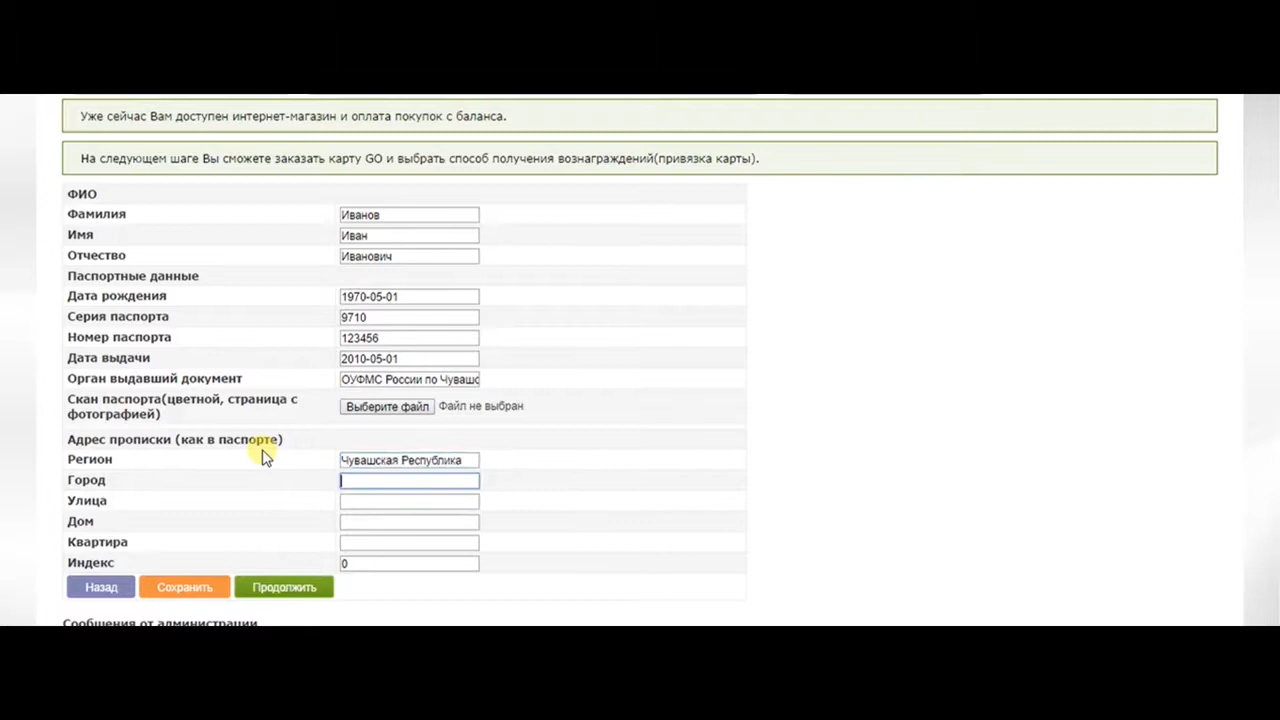 Уже сейчас Вам доступен интернет-магазин и оплата покупок с баланса.
На следующем шаге Вы сможете заказать карту GO и выбрать способ получения вознаграждений(привязка карты).
ФИО
Фамилия Иванов
Имя Иван
Отчество Иванович
Паспортные данные
Дата рождения 1970-05-01
Серия паспорта 9710
Номер паспорта 123456
Дата выдачи 2010-05-01
Орган выдавший документ ОУФМС России по Чувашс
Скан паспорта(цветной, страница с
фотографией) Выберите файл Файл не выбран
Адрес прописки (как в паспорте)
Регион Чувашская Республика
Город
Улица
Дом
Квартира
Индекс 0
Назад Сохранить Продолжить
Сообщения от администрации